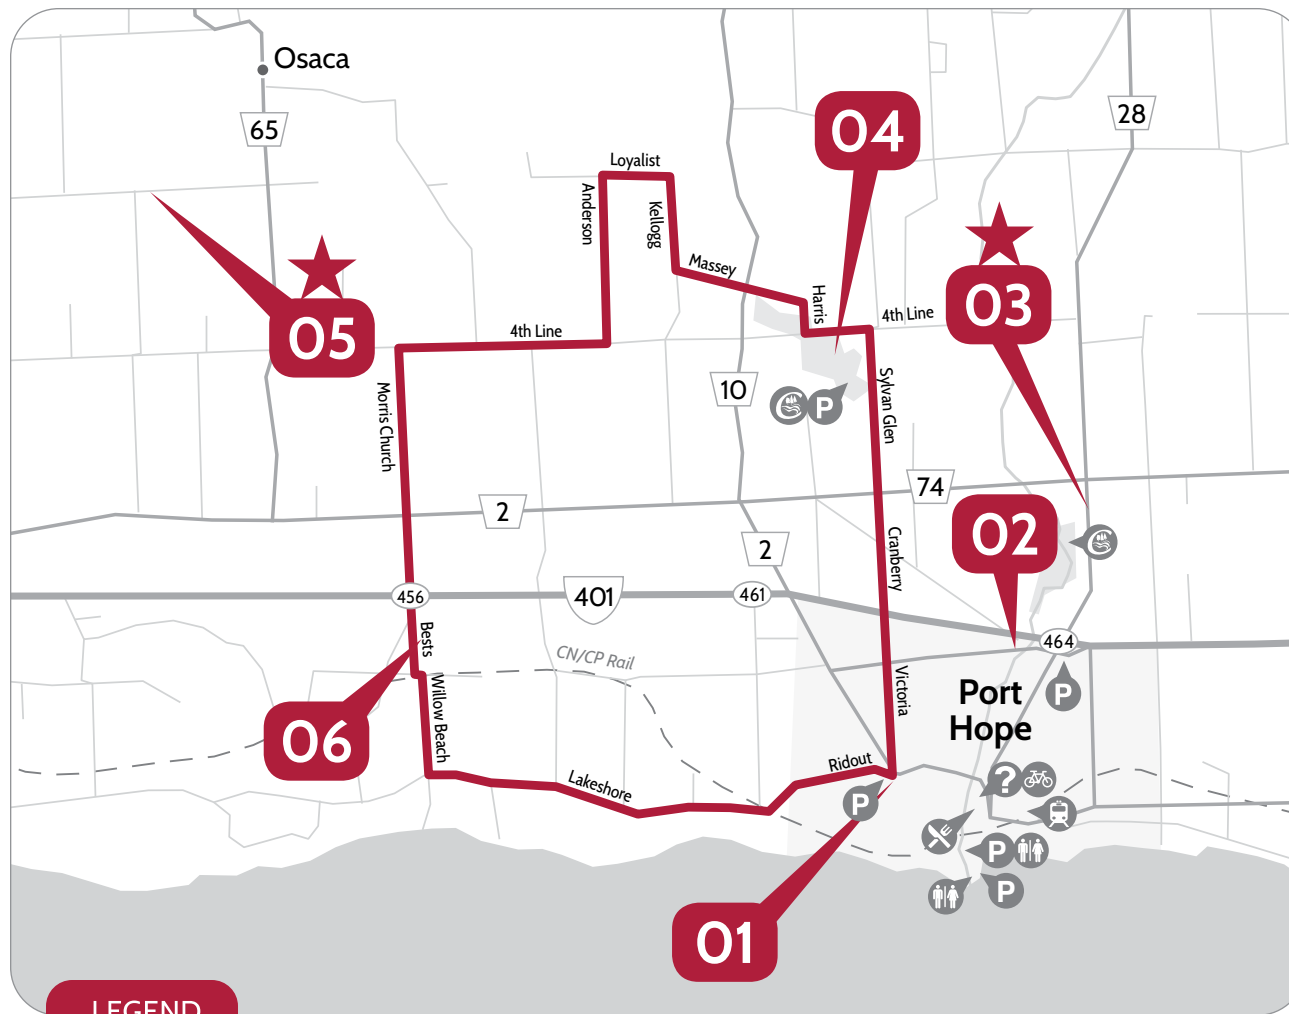 Osaca
65
28
04
Loyalist
Anderson
Kellogg
Massey
Harris
4th Line
03
05
4th Line
10
P
Sylvan Glen
Morris Church
74
2
02
2
Cranberry
456
401
461
464
Bests
CN/CP Rail
Victoria
P
Port
Hope
06
Willow Beach
Ridout
Lakeshore
P
?
P
P
01
LEGEND